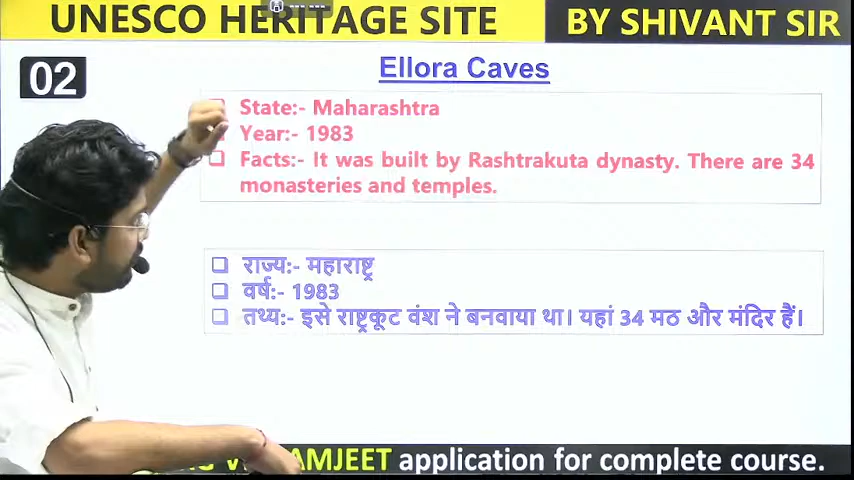 UNESCO HERITAGE SITE
BY SHIVANT SIR
02
Ellora Caves
State:- Maharashtra
Year:- 1983
Facts:- It was built by Rashtrakuta dynasty. There are 34
monasteries and temples.
राज्य:- महाराष्ट्र
वर्ष:- 1983
तथ्य:- इसे राष्ट्रकूट वंश ने बनवाया था। यहां 34 मठ और मंदिर हैं।
application for complete course.